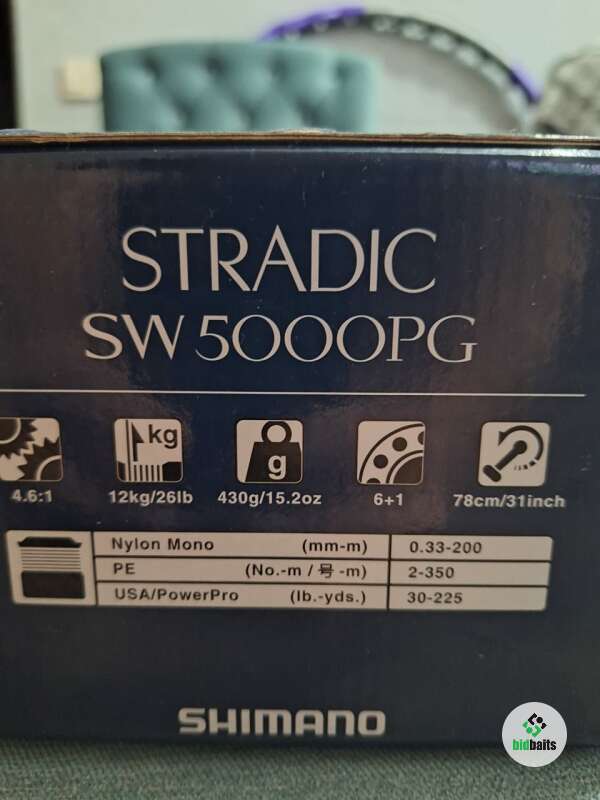 STRADIC
SW 5000PG
kg
g
4.6:1 12kg/26lb 430g/15.2oz 6+1 78cm/31inch
Nylon Mono (mm-m) 0.33-200
PE (No.-m / 号 -m) 2-350
USA/PowerPro (lb.-yds.) 30-225
SHIMANO
bidbaits